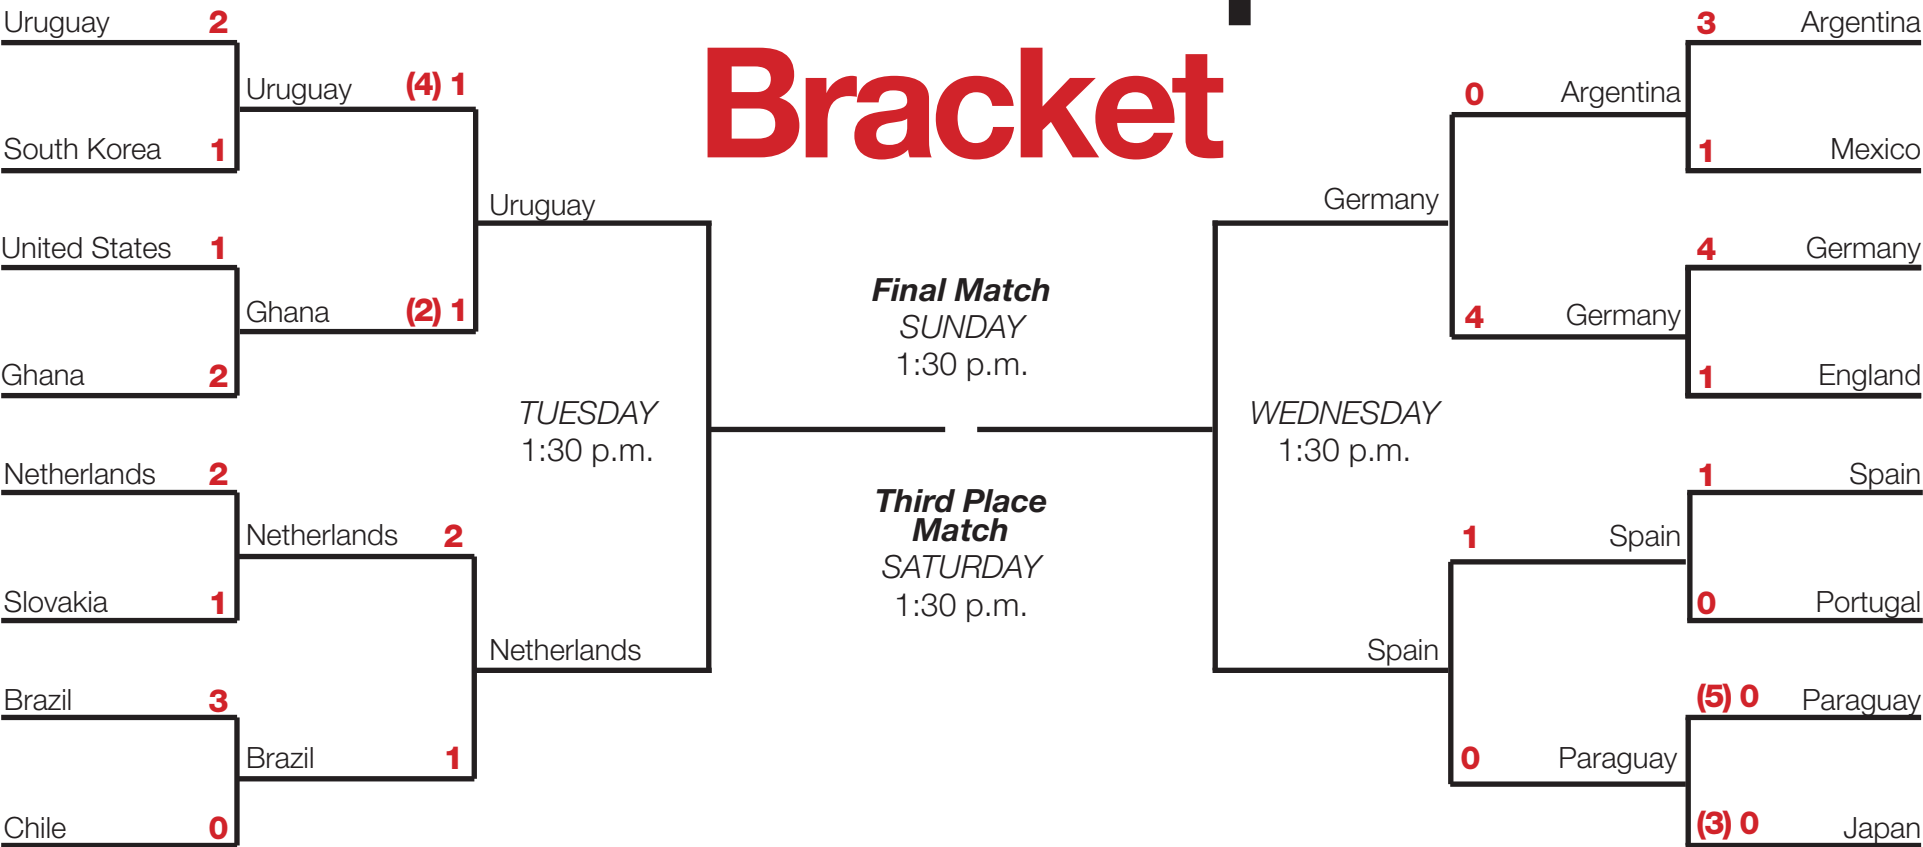 Bracket
Uruguay 2
South Korea 1
United States 1
Ghana 2
Netherlands 2
Slovakia 1
Brazil 3
Chile 0
Uruguay (4) 1
Ghana (2) 1
Netherlands 2
Brazil 1
Uruguay
Netherlands
TUESDAY
1:30 p.m.
Final Match
SUNDAY
1:30 p.m.
Third Place
Match
SATURDAY
1:30 p.m.
WEDNESDAY
1:30 p.m.
Germany
Spain
0 Argentina
4 Germany
1 Spain
0 Paraguay
3 Argentina
1 Mexico
4 Germany
1 England
1 Spain
0 Portugal
(5) 0 Paraguay
(3) 0 Japan